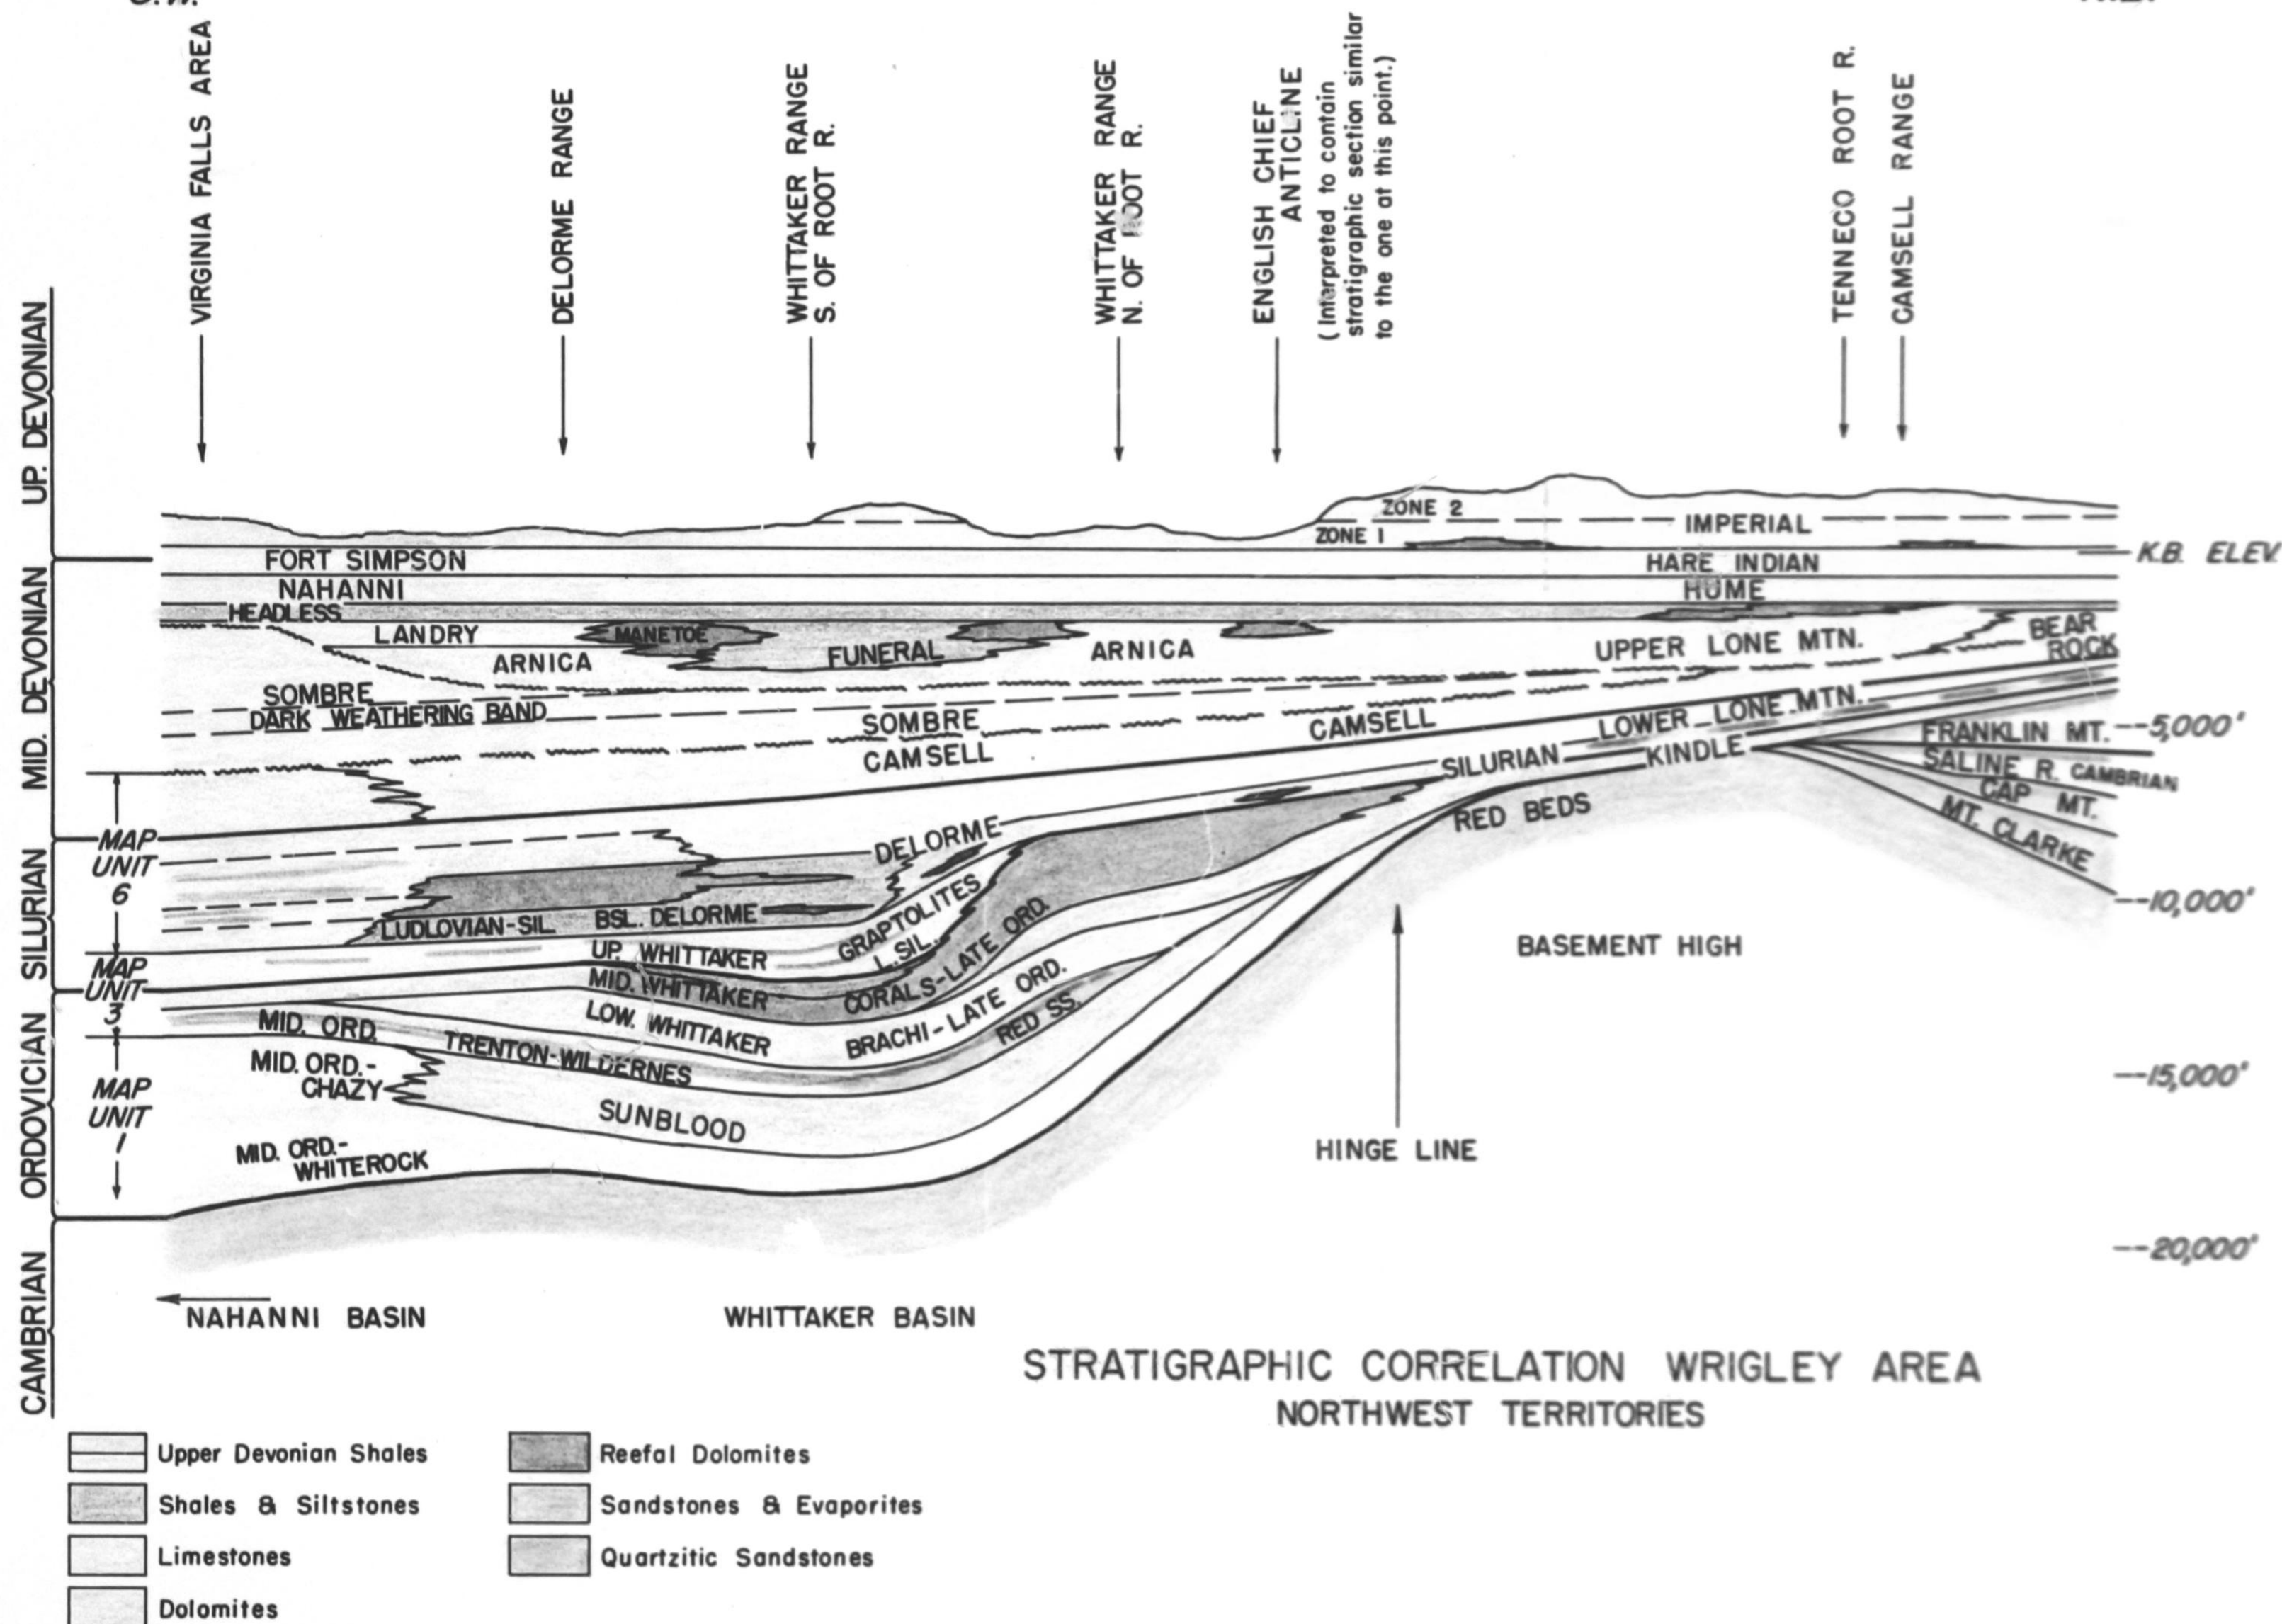 VIRGINIA FALLS AREA
DELORME RANGE
WHITTAKER RANGE
S. OF ROOT R.
WHITTAKER RANGE
N. OF ROOT R.
ENGLISH CHIEF
ANTICLINE
(Interpreted to contain
stratigraphic section similar
to the one at this point.)
TENNECO ROOT R.
CAMSELL RANGE
UP. DEVONIAN
MID. DEVONIAN
SILURIAN
ORDOVICIAN
CAMBRIAN
ZONE 2
ZONE 1
IMPERIAL
FORT SIMPSON
HARE INDIAN
K.B. ELEV.
NAHANNI
HUME
HEADLESS
LANDRY
MANETOE
ARNICA
FUNERAL
ARNICA
UPPER LONE MTN.
BEAR
ROCK
SOMBRE
DARK WEATHERING BAND
SOMBRE
CAMSELL
CAMSELL
LOWER LONE MTN.
SILURIAN
KINDLE
FRANKLIN MT.
5,000'
SALINE R. CAMBRIAN
CAP MT.
MT. CLARKE
RED BEDS
MAP
UNIT
6
DELORME
LUDLOVIAN-SIL.
BSL. DELORME
GRAPTOLITES
L. SIL.
10,000'
UP. WHITTAKER
MAP
UNIT
3
MID. WHITTAKER
CORALS-LATE ORD.
BASEMENT HIGH
LOW. WHITTAKER
BRACHI-LATE ORD.
RED SS.
MID. ORD.
TRENTON-WILDERNES
MID. ORD.-
CHAZY
15,000'
MAP
UNIT
1
SUNBLOOD
MID. ORD.-
WHITEROCK
HINGE LINE
20,000'
NAHANNI BASIN
WHITTAKER BASIN
STRATIGRAPHIC CORRELATION WRIGLEY AREA
NORTHWEST TERRITORIES
Upper Devonian Shales
Shales & Siltstones
Limestones
Dolomites
Reefal Dolomites
Sandstones & Evaporites
Quartzitic Sandstones